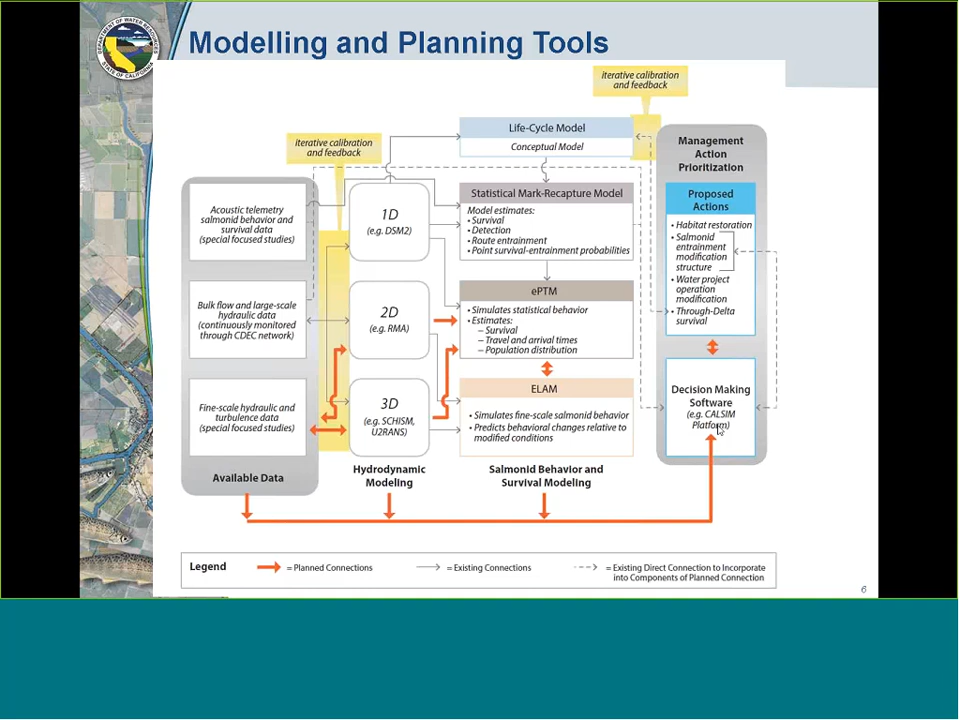 DEPARTMENT OF WATER RESOURCES
STATE OF CALIFORNIA
Modelling and Planning Tools
iterative calibration
and feedback
iterative calibration
and feedback
Available Data
Acoustic telemetry
salmonid behavior and
survival data
(special focused studies)
Bulk flow and large-scale
hydraulic data
(continuously monitored
through CDEC network)
Fine-scale hydraulic and
turbulence data
(special focused studies)
1D
(e.g. DSM2)
2D
(e.g. RMA)
3D
(e.g. SCHISM,
U2RANS)
Hydrodynamic
Modeling
Life-Cycle Model
Conceptual Model
Statistical Mark-Recapture Model
Model estimates:
• Survival
• Detection
• Route entrainment
• Point survival-entrainment probabilities
ePTM
• Simulates statistical behavior
• Estimates:
– Survival
– Travel and arrival times
– Population distribution
ELAM
• Simulates fine-scale salmonid behavior
• Predicts behavioral changes relative to
modified conditions
Salmonid Behavior and
Survival Modeling
Management
Action
Prioritization
Proposed
Actions
• Habitat restoration
• Salmonid
entrainment
modification
structure
• Water project
operation
modification
• Through-Delta
survival
Decision Making
Software
(e.g. CALSIM
Platform)
Legend
= Planned Connections
= Existing Connections
= Existing Direct Connection to Incorporate
into Components of Planned Connection
6